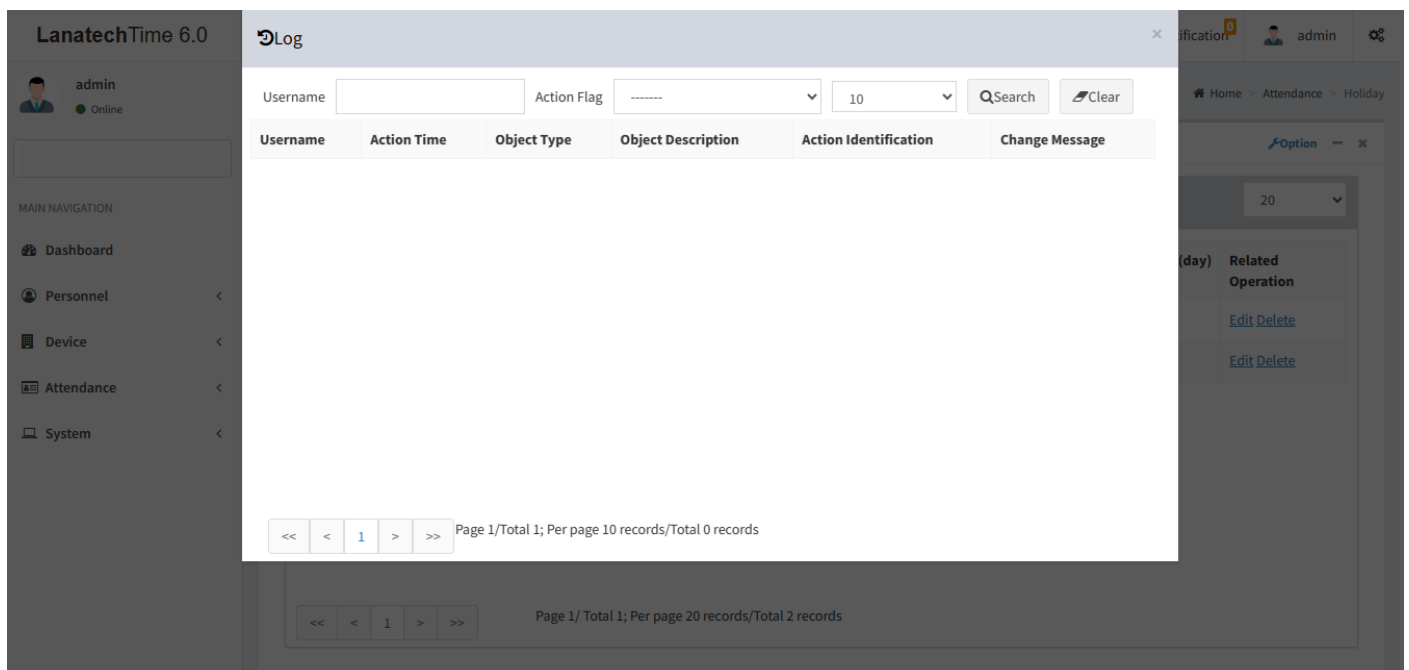 LanatechTime 6.0
admin
Online
MAIN NAVIGATION
Dashboard
Personnel
Device
Attendance
System
Log
×
Username Action Flag ------- 10 Search Clear
Username Action Time Object Type Object Description Action Identification Change Message
<< < 1 > >> Page 1/Total 1; Per page 10 records/Total 0 records
0
admin
Home > Attendance > Holiday
Option
20
(day) Related Operation
Edit Delete
Edit Delete
<< < 1 > >> Page 1/ Total 1; Per page 20 records/Total 2 records